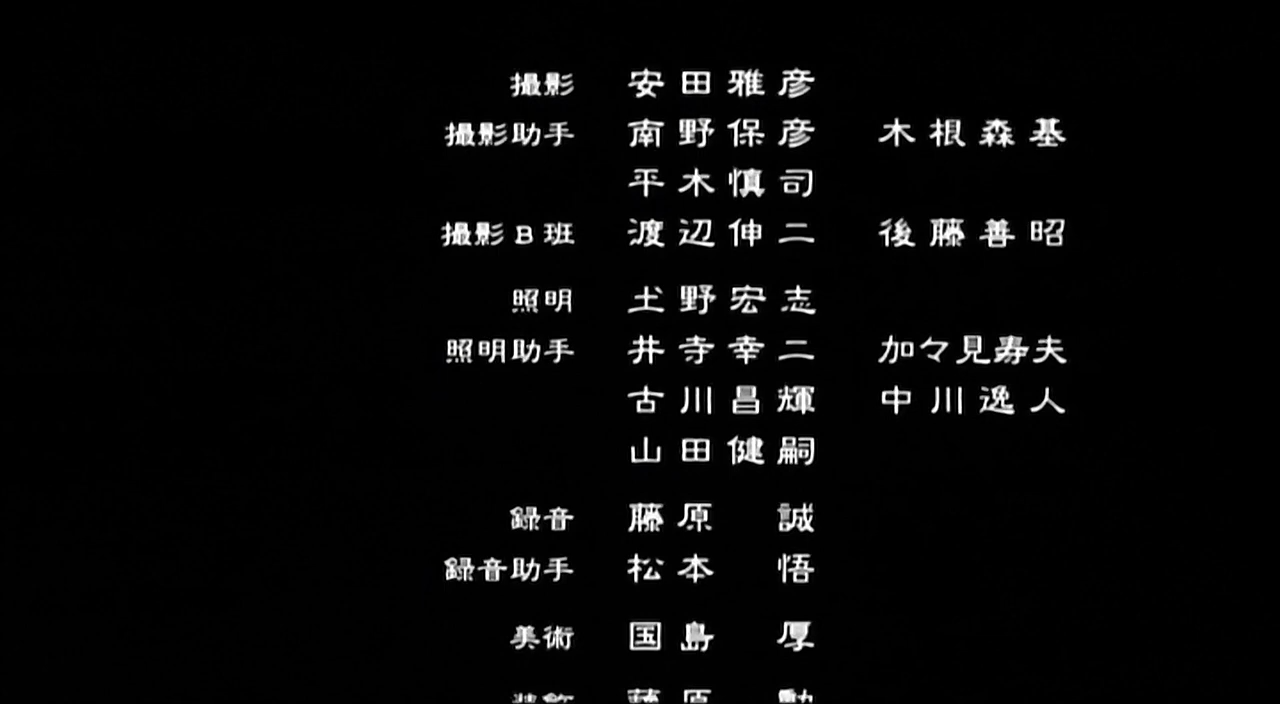 撮影 安田雅彦
撮影助手 南野保彦 木根森基
平木慎司
撮影B班 渡辺伸二 後藤善昭
照明 土野宏志
照明助手 井寺幸二 加々見寿夫
古川昌輝 中川逸人
山田健嗣
録音 藤原 誠
録音助手 松本 悟
美術 国島 厚
装飾 藤原